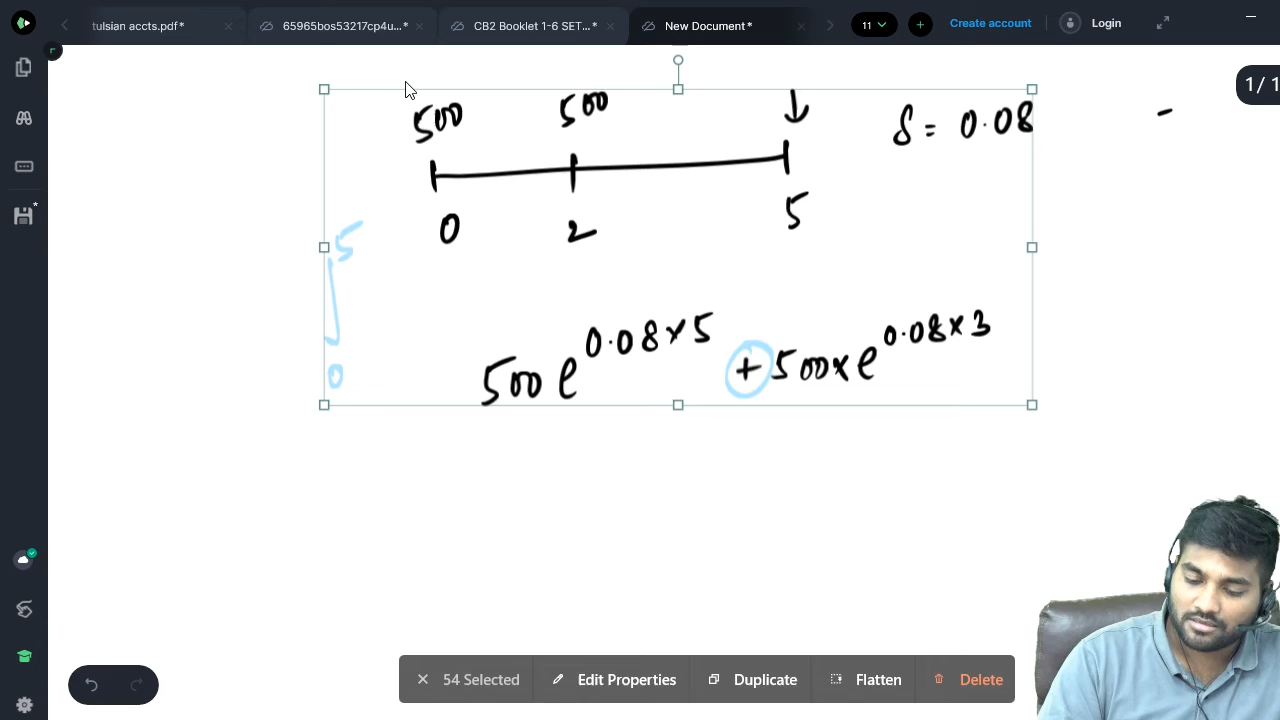 tulsian accts.pdf* 65965bos53217cp4u...* CB2 Booklet 1-6 SET...* New Document* 11 Create account Login
1/1
500 500 δ = 0.08 -
0 2 5
5
0
500 e^0.08×5 + 500×e^0.08×3
54 Selected Edit Properties Duplicate Flatten Delete